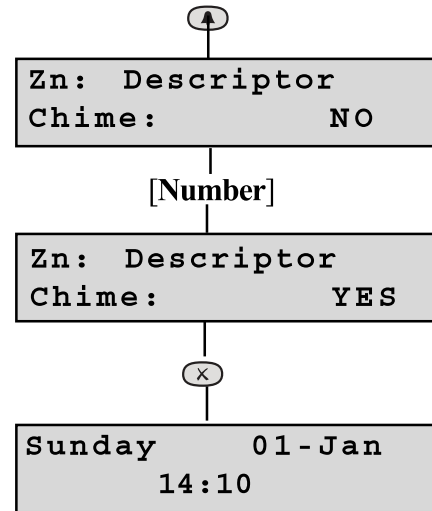 A
Zn: Descriptor
Chime: NO
[Number]
Zn: Descriptor
Chime: YES
x
Sunday 01-Jan
14:10